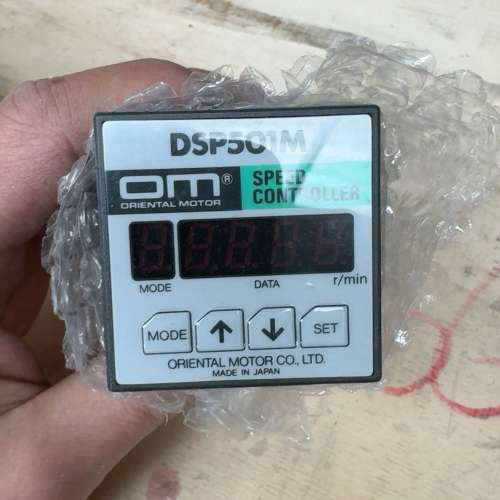 DSP501M
OM® SPEED CONTROLLER
ORIENTAL MOTOR
MODE DATA r/min
MODE ↑ ↓ SET
ORIENTAL MOTOR CO., LTD.
MADE IN JAPAN